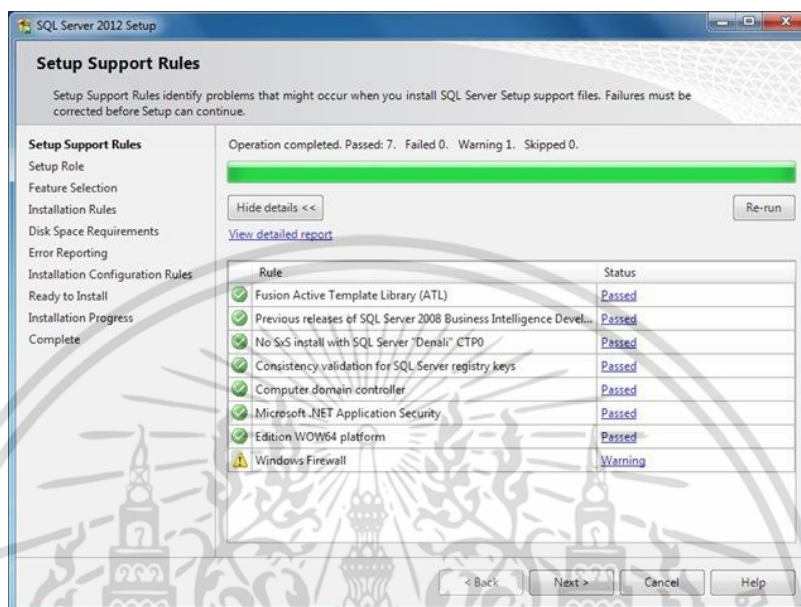 SQL Server 2012 Setup
Setup Support Rules
Setup Support Rules identify problems that might occur when you install SQL Server Setup support files. Failures must be
corrected before Setup can continue.
Setup Support Rules
Setup Role
Feature Selection
Installation Rules
Disk Space Requirements
Error Reporting
Installation Configuration Rules
Ready to Install
Installation Progress
Complete
Operation completed. Passed: 7. Failed 0. Warning 1. Skipped 0.
Hide details <<
Re-run
View detailed report
Rule Status
Fusion Active Template Library (ATL) Passed
Previous releases of SQL Server 2008 Business Intelligence Devel... Passed
No SxS install with SQL Server "Denali" CTP0 Passed
Consistency validation for SQL Server registry keys Passed
Computer domain controller Passed
Microsoft .NET Application Security Passed
Edition WOW64 platform Passed
Windows Firewall Warning
< Back Next > Cancel Help